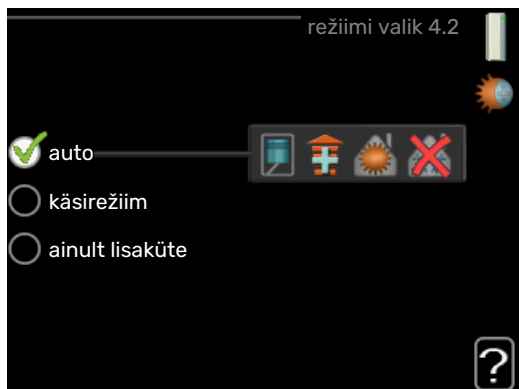 režiimi valik 4.2
auto
käsirežiim
ainult lisaküte
?